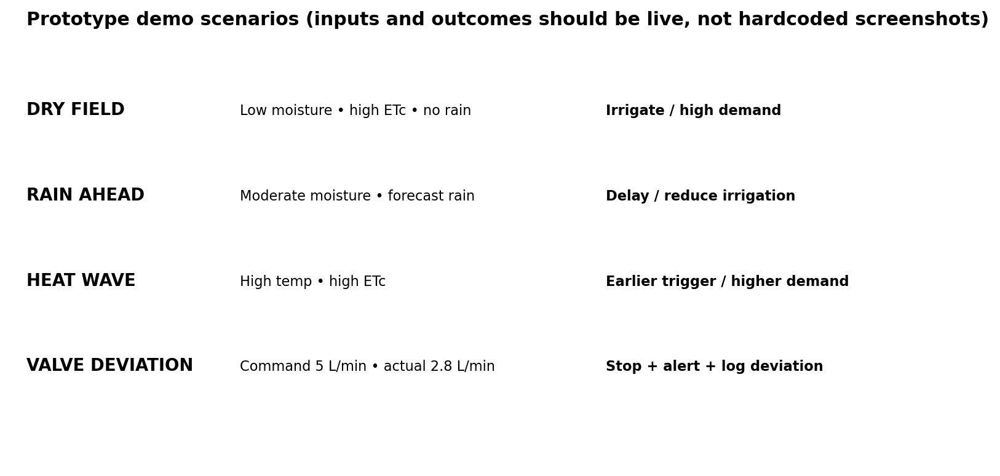 Prototype demo scenarios (inputs and outcomes should be live, not hardcoded screenshots)
DRY FIELD Low moisture • high ETc • no rain Irrigate / high demand
RAIN AHEAD Moderate moisture • forecast rain Delay / reduce irrigation
HEAT WAVE High temp • high ETc Earlier trigger / higher demand
VALVE DEVIATION Command 5 L/min • actual 2.8 L/min Stop + alert + log deviation